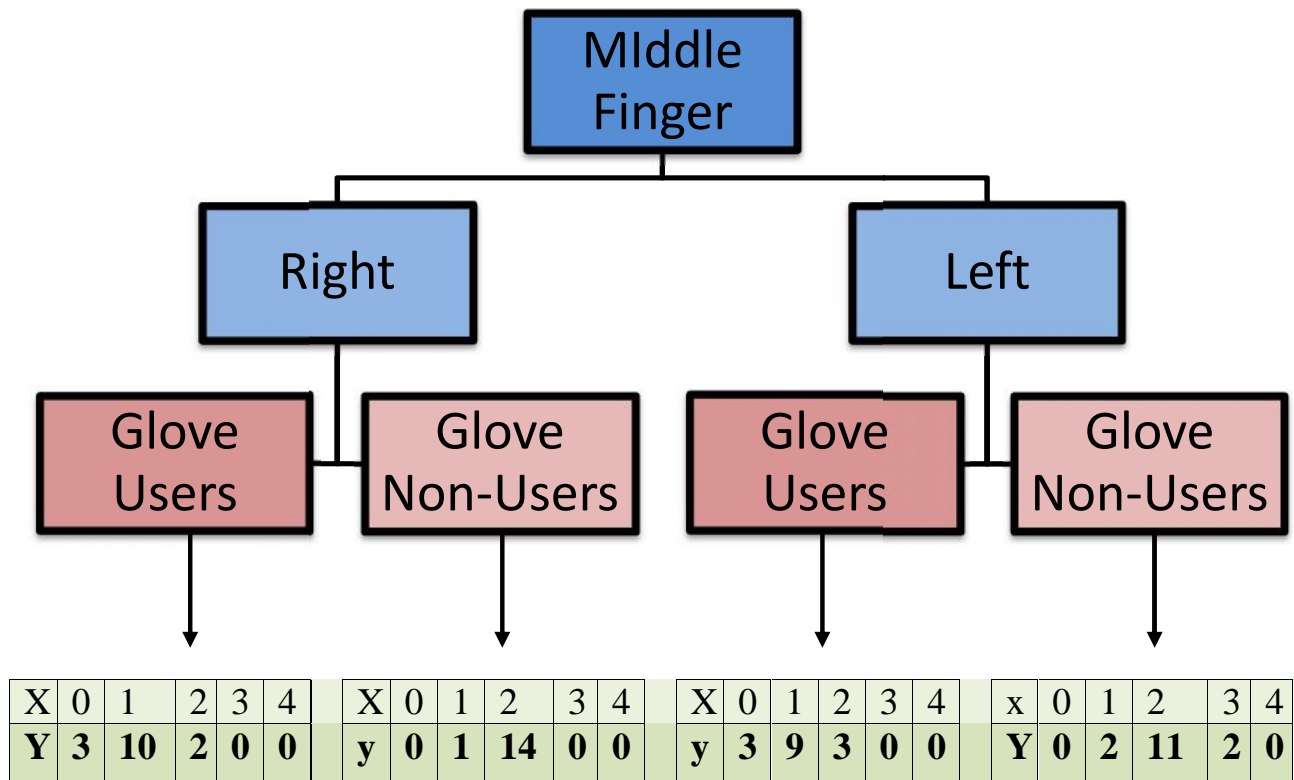 MIddle
Finger
Right
Left
Glove
Users
Glove
Non-Users
Glove
Users
Glove
Non-Users
X 0 1 2 3 4
Y 3 10 2 0 0
X 0 1 2 3 4
y 0 1 14 0 0
X 0 1 2 3 4
y 3 9 3 0 0
x 0 1 2 3 4
Y 0 2 11 2 0